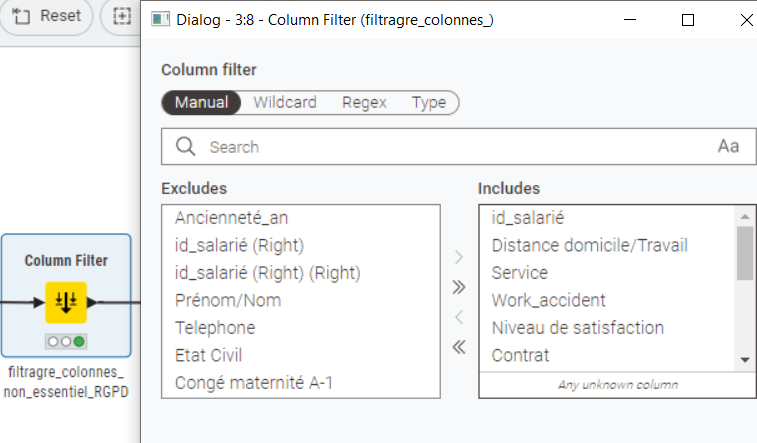 Reset
Dialog - 3:8 - Column Filter (filtragre_colonnes_)
Column filter
Manual Wildcard Regex Type
Search Aa
Excludes
Ancienneté_an
id_salarié (Right)
id_salarié (Right) (Right)
Prénom/Nom
Telephone
Etat Civil
Congé maternité A-1
Includes
id_salarié
Distance domicile/Travail
Service
Work_accident
Niveau de satisfaction
Contrat
Any unknown column
Column Filter
filtragre_colonnes_
non_essentiel_RGPD